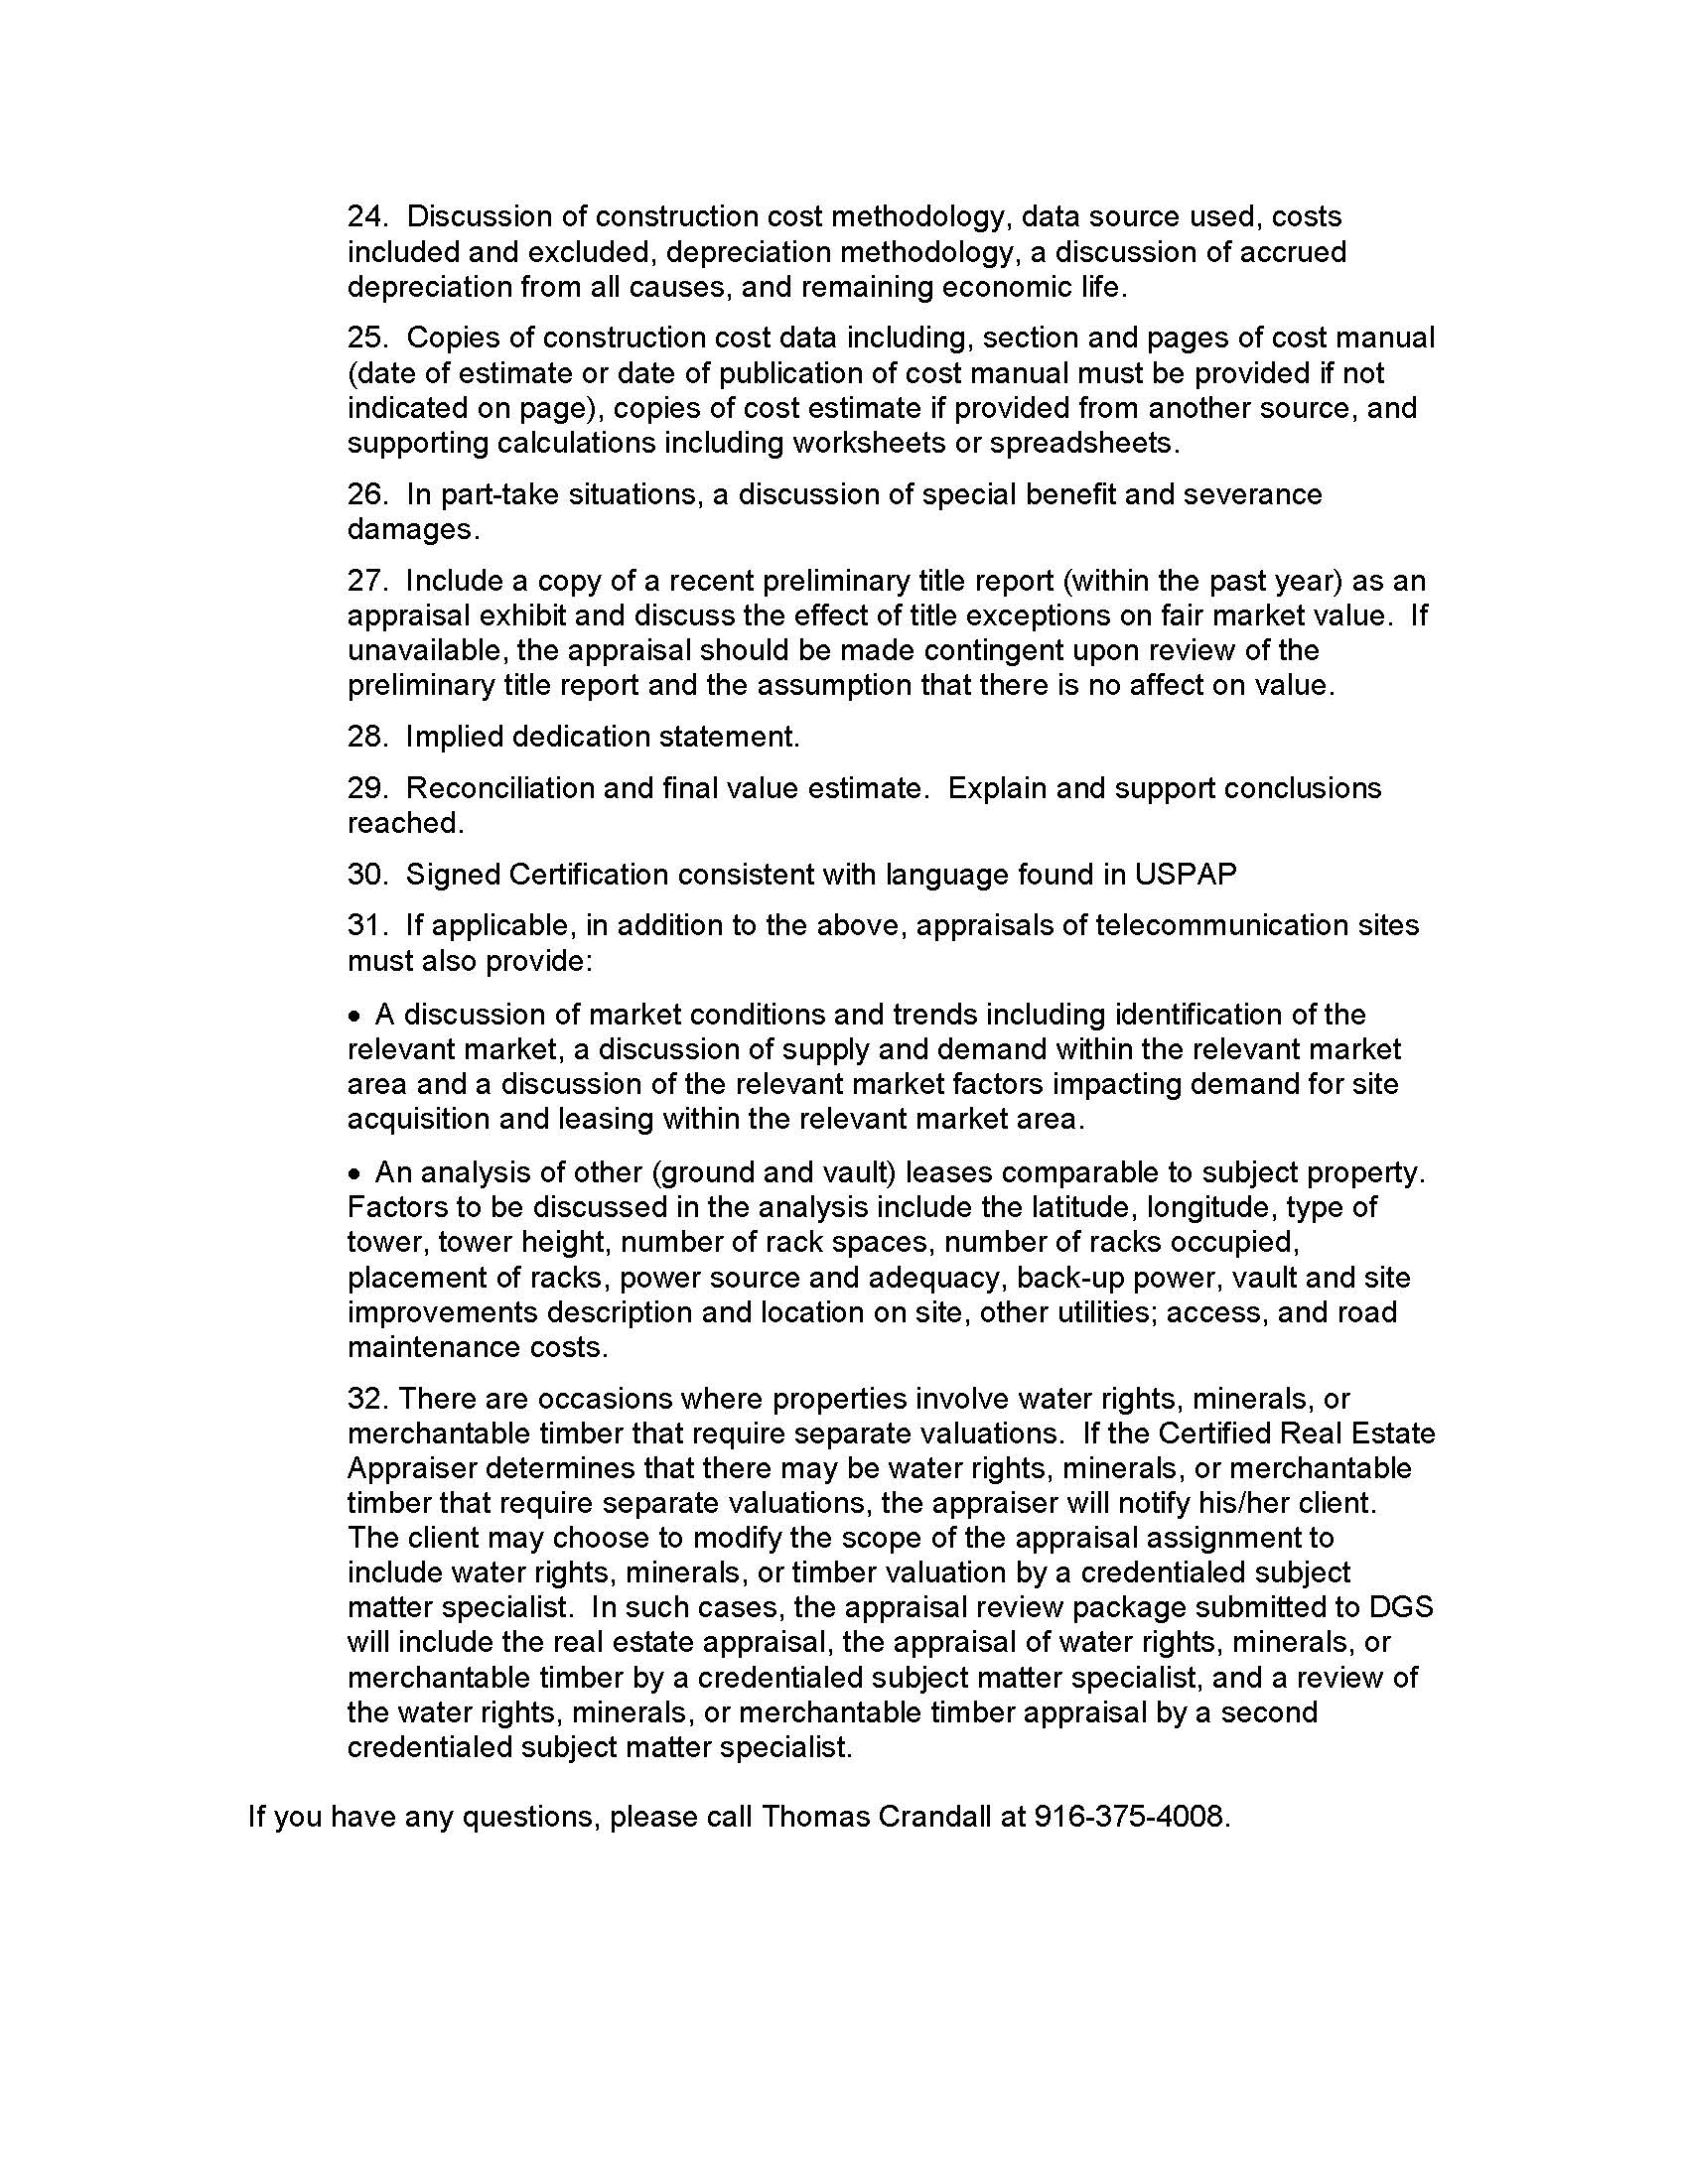 24.  Discussion of construction cost methodology, data source used, costs
included and excluded, depreciation methodology, a discussion of accrued
depreciation from all causes, and remaining economic life.
25.  Copies of construction cost data including, section and pages of cost manual
(date of estimate or date of publication of cost manual must be provided if not
indicated on page), copies of cost estimate if provided from another source, and
supporting calculations including worksheets or spreadsheets.
26.  In part-take situations, a discussion of special benefit and severance
damages.
27.  Include a copy of a recent preliminary title report (within the past year) as an
appraisal exhibit and discuss the effect of title exceptions on fair market value.  If
unavailable, the appraisal should be made contingent upon review of the
preliminary title report and the assumption that there is no affect on value.
28.  Implied dedication statement.
29.  Reconciliation and final value estimate.  Explain and support conclusions
reached.
30.  Signed Certification consistent with language found in USPAP
31.  If applicable, in addition to the above, appraisals of telecommunication sites
must also provide:
• A discussion of market conditions and trends including identification of the
relevant market, a discussion of supply and demand within the relevant market
area and a discussion of the relevant market factors impacting demand for site
acquisition and leasing within the relevant market area.
• An analysis of other (ground and vault) leases comparable to subject property.
Factors to be discussed in the analysis include the latitude, longitude, type of
tower, tower height, number of rack spaces, number of racks occupied,
placement of racks, power source and adequacy, back-up power, vault and site
improvements description and location on site, other utilities; access, and road
maintenance costs.
32. There are occasions where properties involve water rights, minerals, or
merchantable timber that require separate valuations.  If the Certified Real Estate
Appraiser determines that there may be water rights, minerals, or merchantable
timber that require separate valuations, the appraiser will notify his/her client.
The client may choose to modify the scope of the appraisal assignment to
include water rights, minerals, or timber valuation by a credentialed subject
matter specialist.  In such cases, the appraisal review package submitted to DGS
will include the real estate appraisal, the appraisal of water rights, minerals, or
merchantable timber by a credentialed subject matter specialist, and a review of
the water rights, minerals, or merchantable timber appraisal by a second
credentialed subject matter specialist.
If you have any questions, please call Thomas Crandall at 916-375-4008.